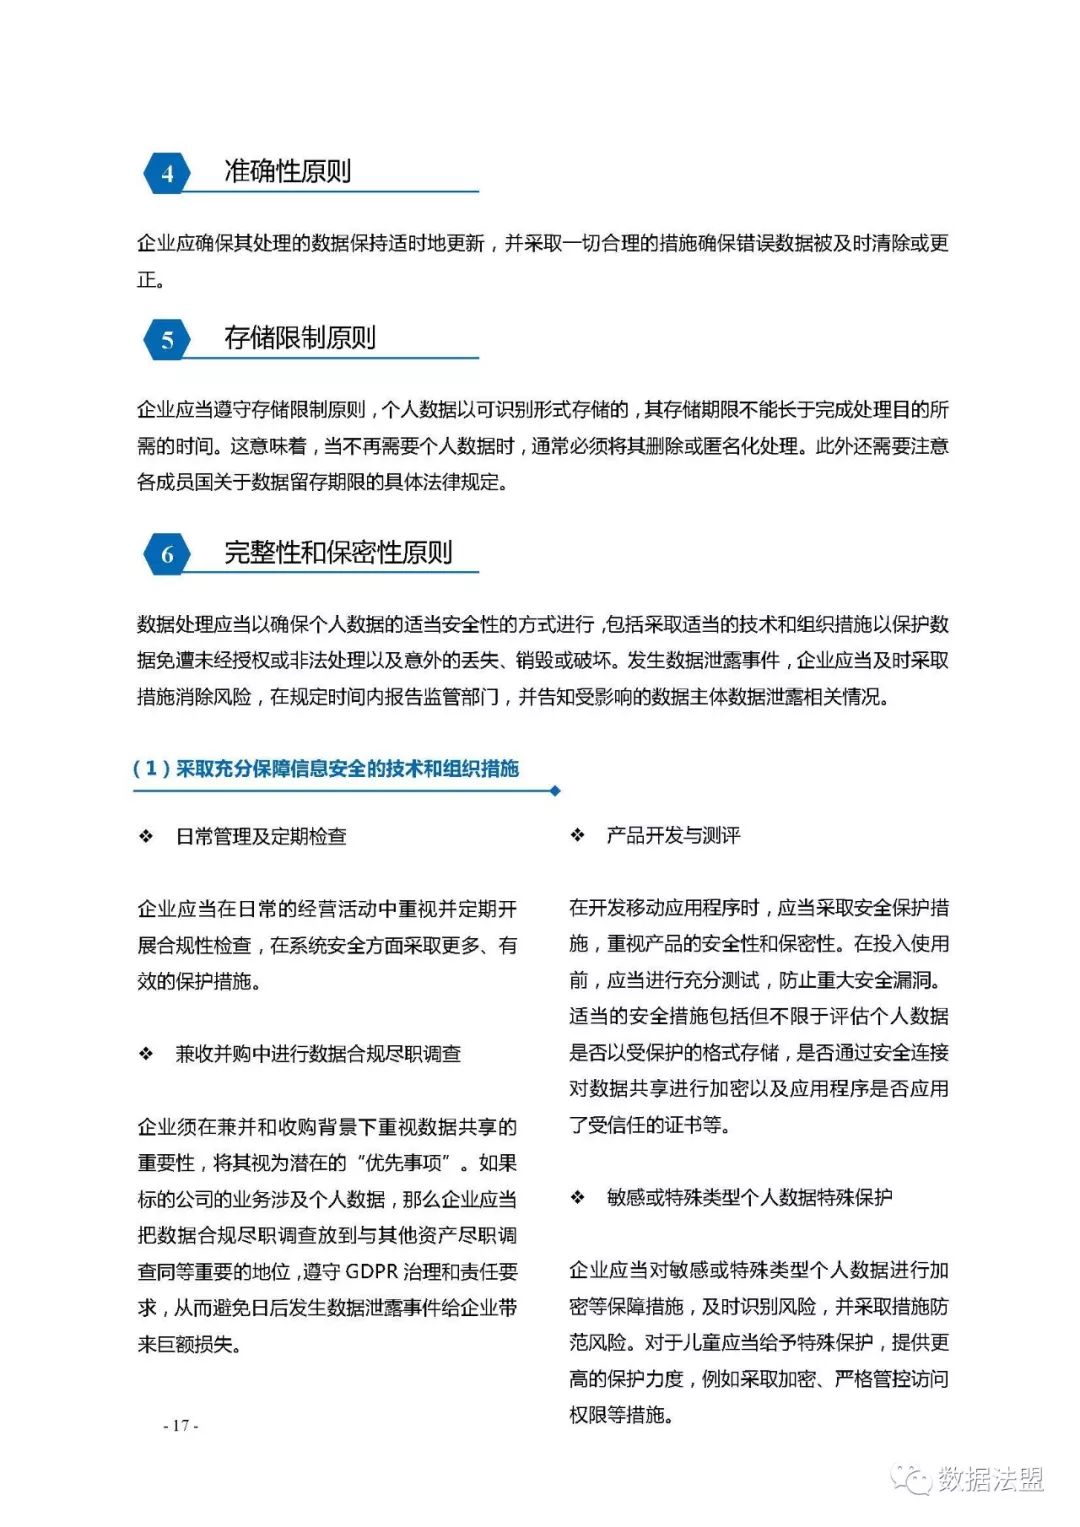 4 准确性原则
企业应确保其处理的数据保持适时地更新，并采取一切合理的措施确保错误数据被及时清除或更
正。
5 存储限制原则
企业应当遵守存储限制原则，个人数据以可识别形式存储的，其存储期限不能长于完成处理目的所
需的时间。这意味着，当不再需要个人数据时，通常必须将其删除或匿名化处理。此外还需要注意
各成员国关于数据留存期限的具体法律规定。
6 完整性和保密性原则
数据处理应当以确保个人数据的适当安全性的方式进行，包括采取适当的技术和组织措施以保护数
据免遭未经授权或非法处理以及意外的丢失、销毁或破坏。发生数据泄露事件，企业应当及时采取
措施消除风险，在规定时间内报告监管部门，并告知受影响的数据主体数据泄露相关情况。
（1）采取充分保障信息安全的技术和组织措施
❖ 日常管理及定期检查
企业应当在日常的经营活动中重视并定期开
展合规性检查，在系统安全方面采取更多、有
效的保护措施。
❖ 兼收并购中进行数据合规尽职调查
企业须在兼并和收购背景下重视数据共享的
重要性，将其视为潜在的“优先事项”。如果
标的公司的业务涉及个人数据，那么企业应当
把数据合规尽职调查放到与其他资产尽职调
查同等重要的地位，遵守 GDPR 治理和责任要
求，从而避免日后发生数据泄露事件给企业带
来巨额损失。
❖ 产品开发与测评
在开发移动应用程序时，应当采取安全保护措
施，重视产品的安全性和保密性。在投入使用
前，应当进行充分测试，防止重大安全漏洞。
适当的安全措施包括但不限于评估个人数据
是否以受保护的格式存储，是否通过安全连接
对数据共享进行加密以及应用程序是否应用
了受信任的证书等。
❖ 敏感或特殊类型个人数据特殊保护
企业应当对敏感或特殊类型个人数据进行加
密等保障措施，及时识别风险，并采取措施防
范风险。对于儿童应当给予特殊保护，提供更
高的保护力度，例如采取加密、严格管控访问
权限等措施。
- 17 -
数据法盟